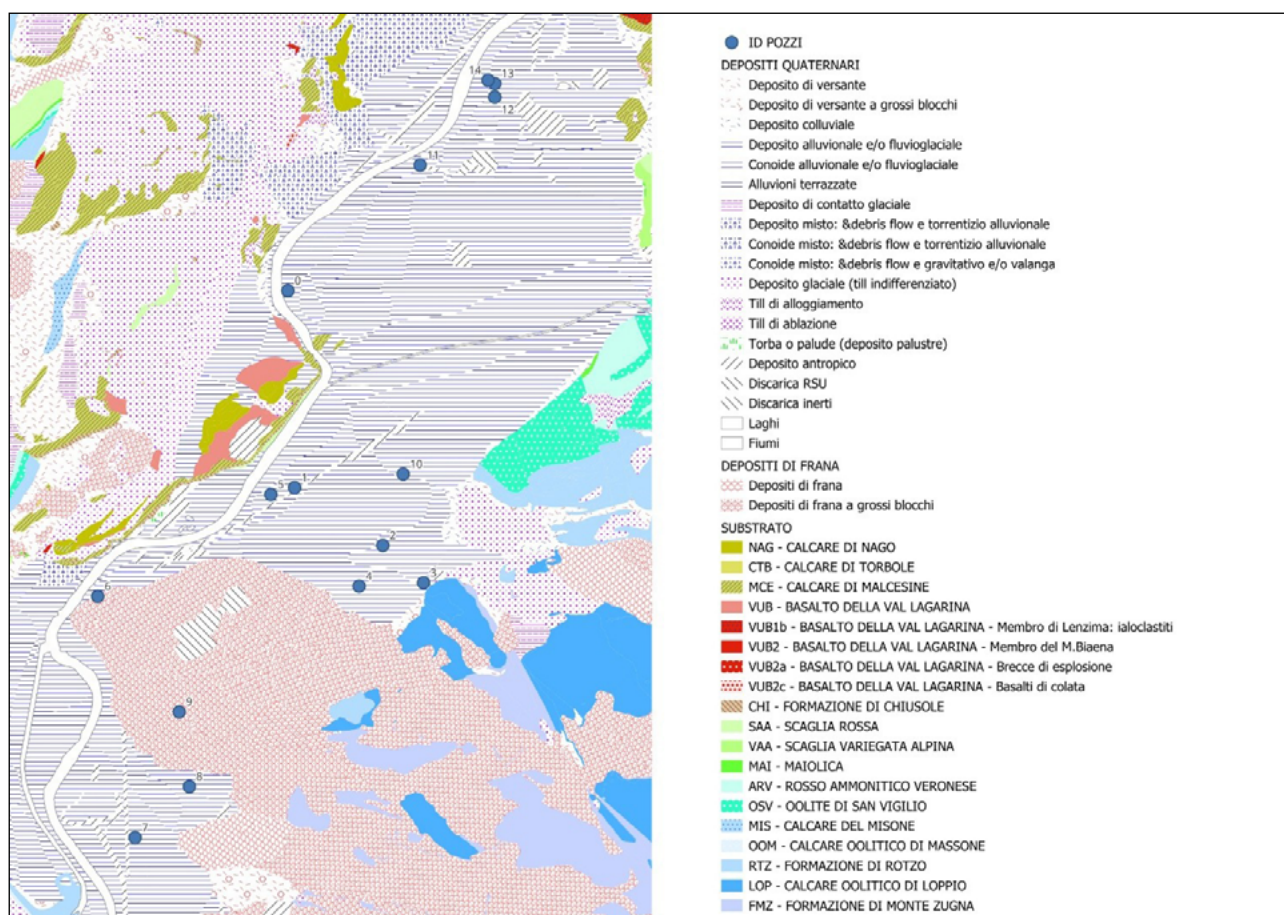 14
13
12
11
0
10
1
5
2
4
3
6
9
8
7
ID POZZI
DEPOSITI QUATERNARI
Deposito di versante
Deposito di versante a grossi blocchi
Deposito colluviale
Deposito alluvionale e/o fluvioglaciale
Conoide alluvionale e/o fluvioglaciale
Alluvioni terrazzate
Deposito di contatto glaciale
Deposito misto: &debris flow e torrentizio alluvionale
Conoide misto: &debris flow e torrentizio alluvionale
Conoide misto: &debris flow e gravitativo e/o valanga
Deposito glaciale (till indifferenziato)
Till di alloggiamento
Till di ablazione
Torba o palude (deposito palustre)
Deposito antropico
Discarica RSU
Discarica inerti
Laghi
Fiumi
DEPOSITI DI FRANA
Depositi di frana
Depositi di frana a grossi blocchi
SUBSTRATO
NAG - CALCARE DI NAGO
CTB - CALCARE DI TORBOLE
MCE - CALCARE DI MALCESINE
VUB - BASALTO DELLA VAL LAGARINA
VUB1b - BASALTO DELLA VAL LAGARINA - Membro di Lenzima: ialoclastiti
VUB2 - BASALTO DELLA VAL LAGARINA - Membro del M.Biaena
VUB2a - BASALTO DELLA VAL LAGARINA - Brecce di esplosione
VUB2c - BASALTO DELLA VAL LAGARINA - Basalti di colata
CHI - FORMAZIONE DI CHIUSOLE
SAA - SCAGLIA ROSSA
VAA - SCAGLIA VARIEGATA ALPINA
MAI - MAIOLICA
ARV - ROSSO AMMONITICO VERONESE
OSV - OOLITE DI SAN VIGILIO
MIS - CALCARE DEL MISONE
OOM - CALCARE OOLITICO DI MASSONE
RTZ - FORMAZIONE DI ROTZO
LOP - CALCARE OOLITICO DI LOPPIO
FMZ - FORMAZIONE DI MONTE ZUGNA